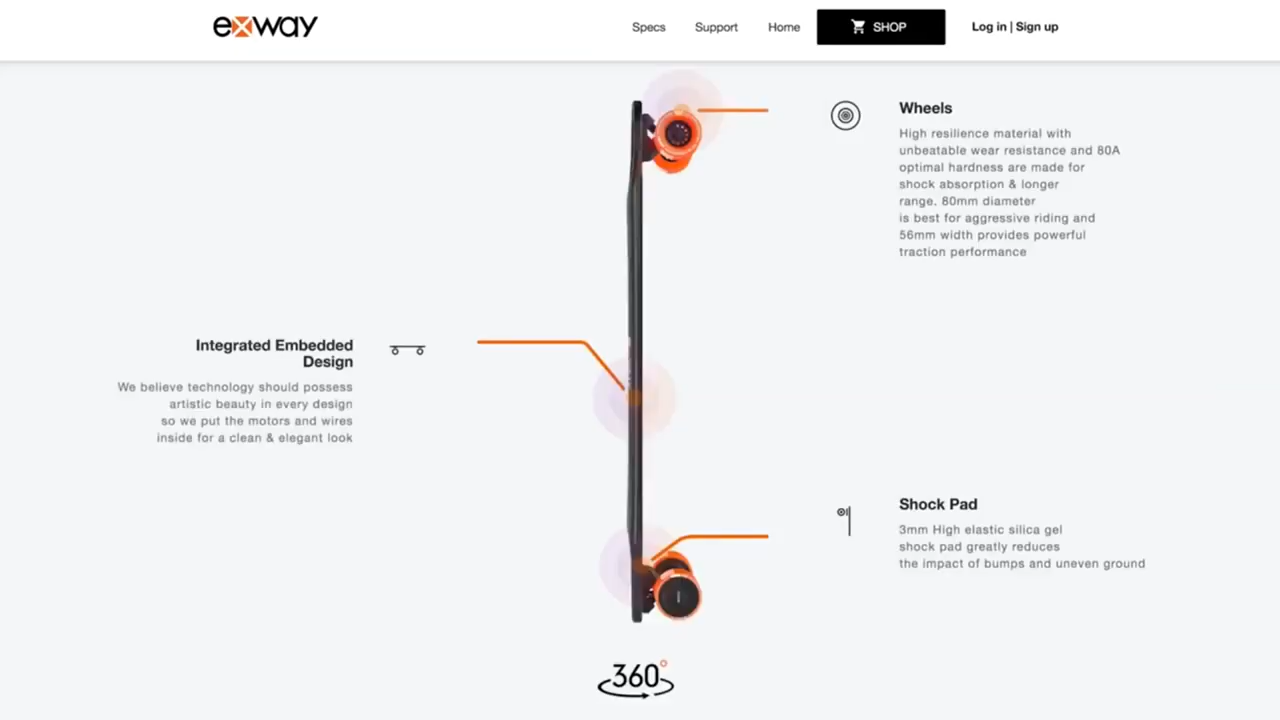 exway
Specs
Support
Home
SHOP
Log in | Sign up
Wheels
High resilience material with
unbeatable wear resistance and 80A
optimal hardness are made for
shock absorption & longer
range. 80mm diameter
is best for aggressive riding and
56mm width provides powerful
traction performance
Integrated Embedded
Design
We believe technology should possess
artistic beauty in every design
so we put the motors and wires
inside for a clean & elegant look
Shock Pad
3mm High elastic silica gel
shock pad greatly reduces
the impact of bumps and uneven ground
360°